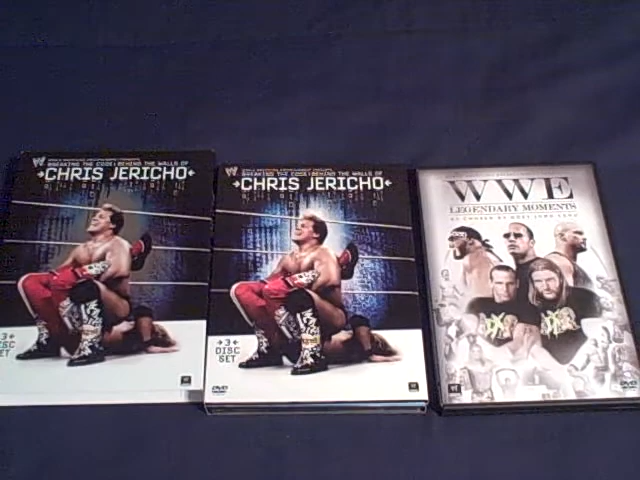 BREAKING THE CODE: BEHIND THE WALLS OF
CHRIS JERICHO
3
DISC
SET
BREAKING THE CODE: BEHIND THE WALLS OF
CHRIS JERICHO
3
DISC
SET
DVD
WWE
LEGENDARY MOMENTS
DVD